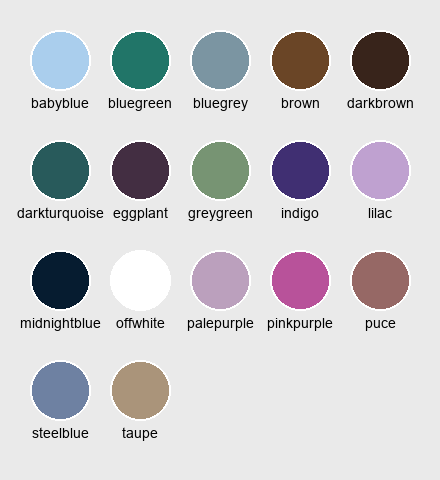 babyblue bluegreen bluegrey brown darkbrown
darkturquoise eggplant greygreen indigo lilac
midnightblue offwhite palepurple pinkpurple puce
steelblue taupe